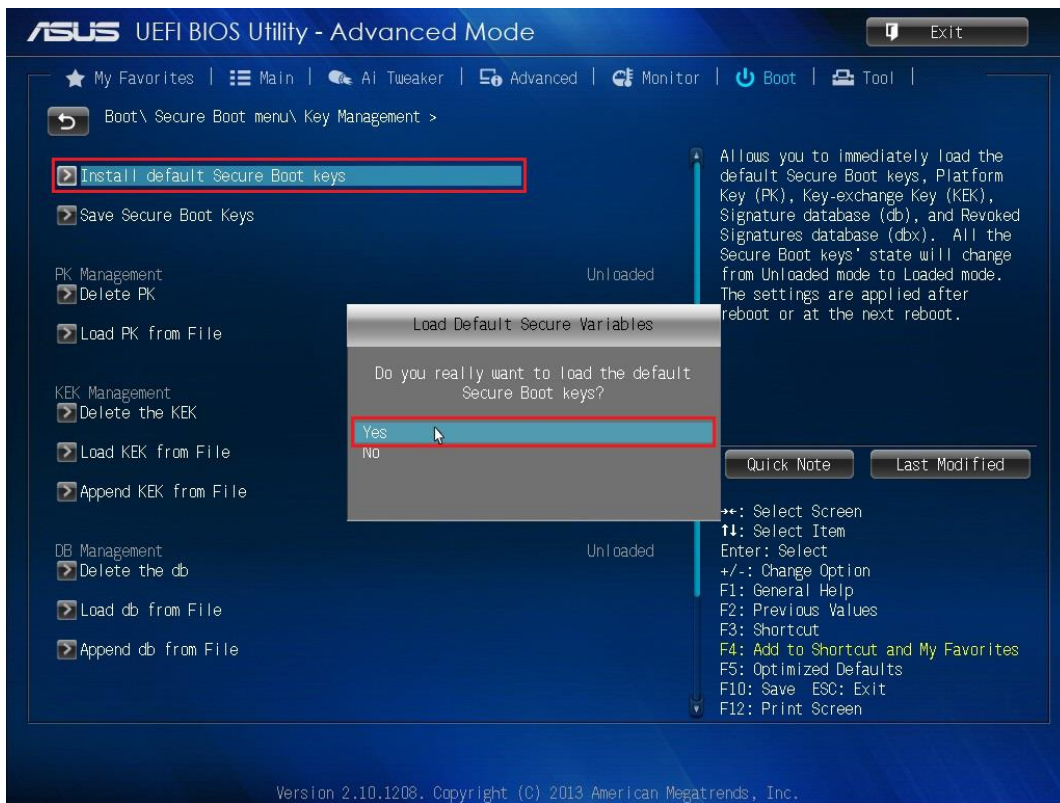 ASUS UEFI BIOS Utility - Advanced Mode
Exit
My Favorites | Main | Ai Tweaker | Advanced | Monitor | Boot | Tool |
Boot\ Secure Boot menu\ Key Management >
Install default Secure Boot keys
Save Secure Boot Keys
PK Management Unloaded
Delete PK
Load PK from File
KEK Management
Delete the KEK
Load KEK from File
Append KEK from File
DB Management Unloaded
Delete the db
Load db from File
Append db from File
Load Default Secure Variables
Do you really want to load the default
Secure Boot keys?
Yes
No
Allows you to immediately load the
default Secure Boot keys, Platform
Key (PK), Key-exchange Key (KEK),
Signature database (db), and Revoked
Signatures database (dbx). All the
Secure Boot keys' state will change
from Unloaded mode to Loaded mode.
The settings are applied after
reboot or at the next reboot.
Quick Note
Last Modified
→←: Select Screen
↑↓: Select Item
Enter: Select
+/-: Change Option
F1: General Help
F2: Previous Values
F3: Shortcut
F4: Add to Shortcut and My Favorites
F5: Optimized Defaults
F10: Save ESC: Exit
F12: Print Screen
Version 2.10.1208. Copyright (C) 2013 American Megatrends, Inc.